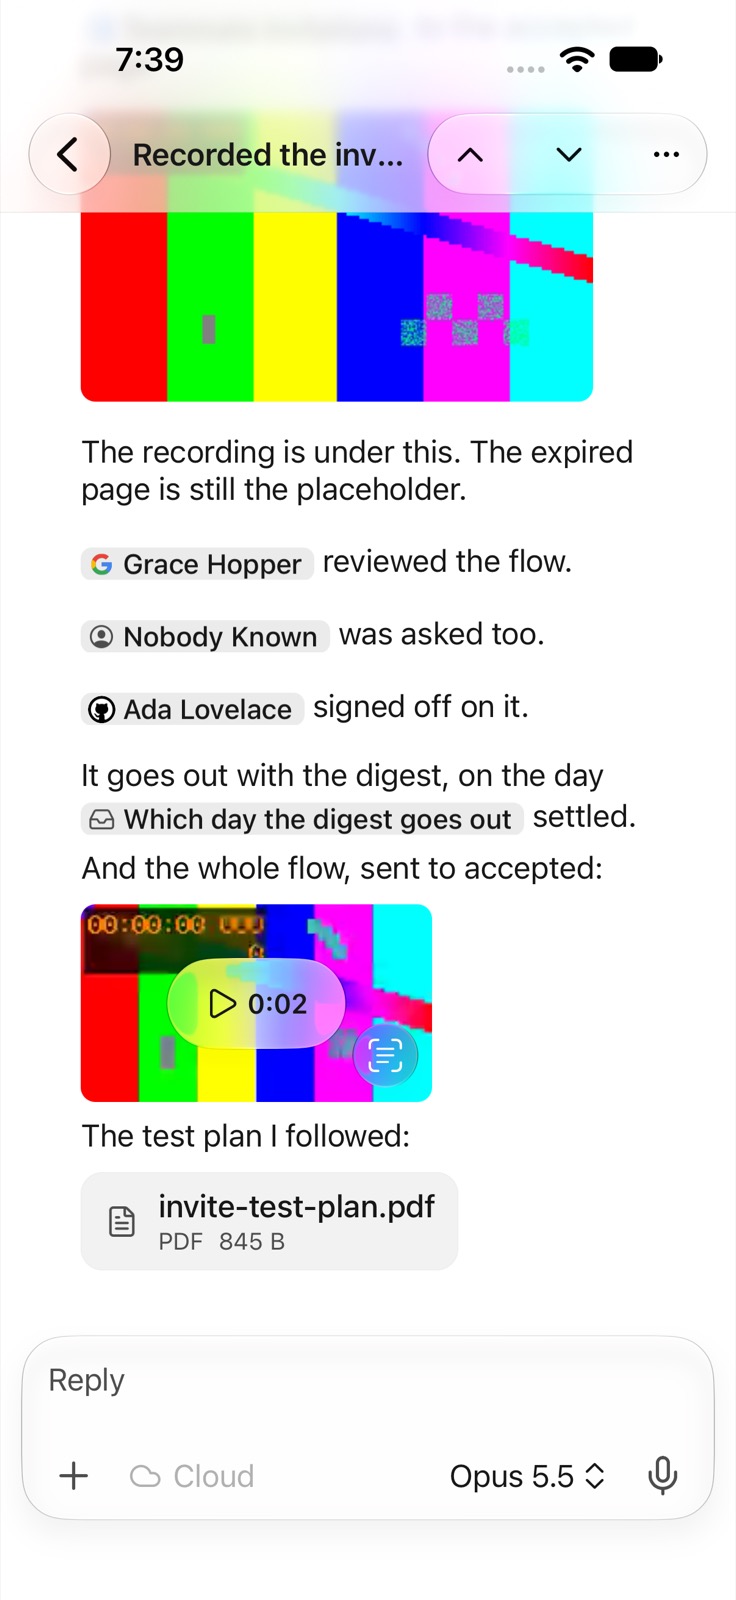 7:39
Recorded the inv...
The recording is under this. The expired
page is still the placeholder.
Grace Hopper reviewed the flow.
Nobody Known was asked too.
Ada Lovelace signed off on it.
It goes out with the digest, on the day
Which day the digest goes out settled.
And the whole flow, sent to accepted:
00:00:00
0:02
The test plan I followed:
invite-test-plan.pdf
PDF 845 B
Reply
Cloud
Opus 5.5